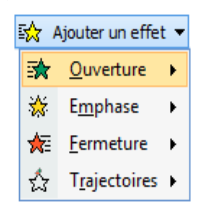 Ajouter un effet
Ouverture
Emphase
Fermeture
Trajectoires